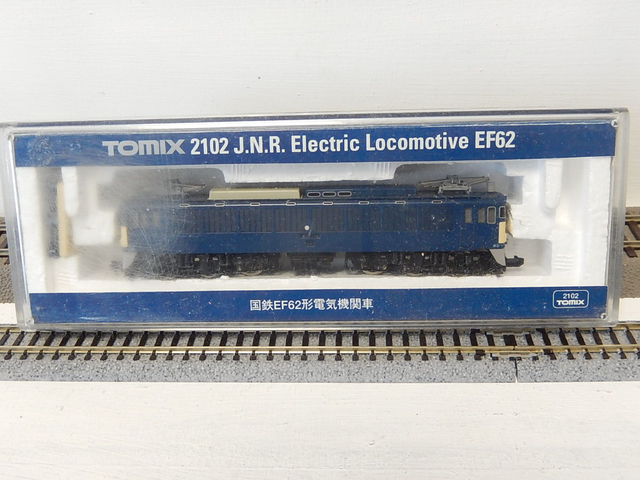 TOMIX 2102 J.N.R. Electric Locomotive EF62
国鉄EF62形電気機関車
2102
TOMIX